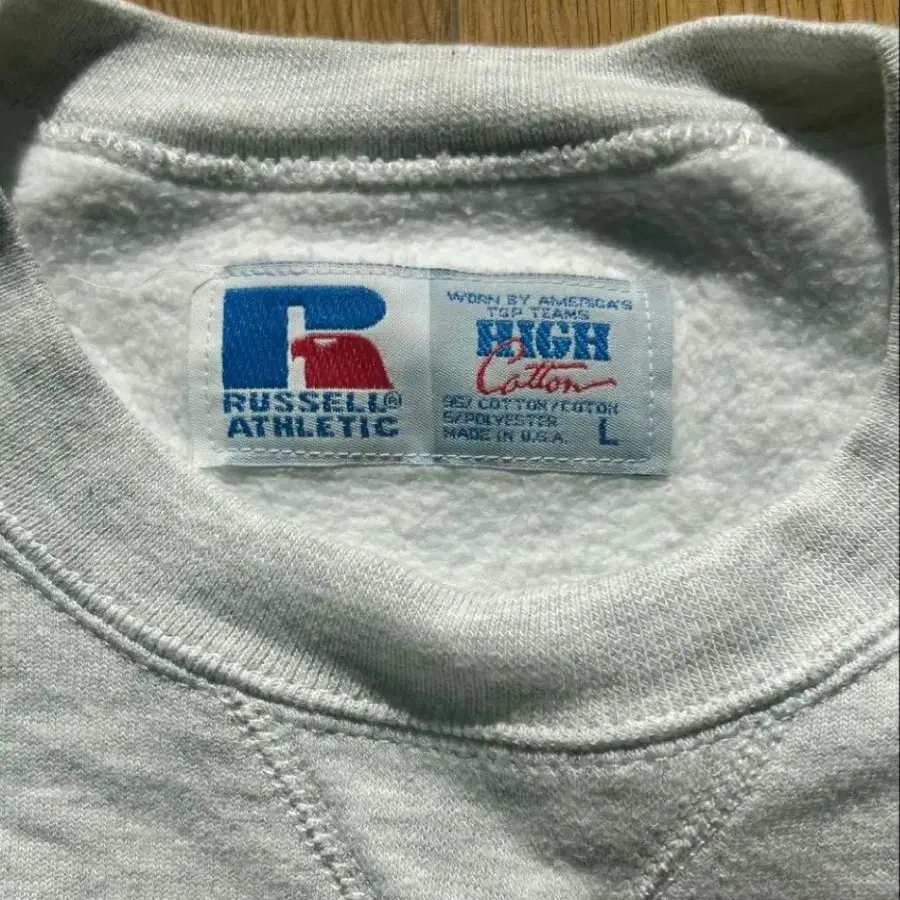 RUSSELL®
ATHLETIC
WORN BY AMERICA'S
TOP TEAMS
HIGH
Cotton
95% COTTON/COTON
5/POLYESTER
MADE IN U.S.A.
L